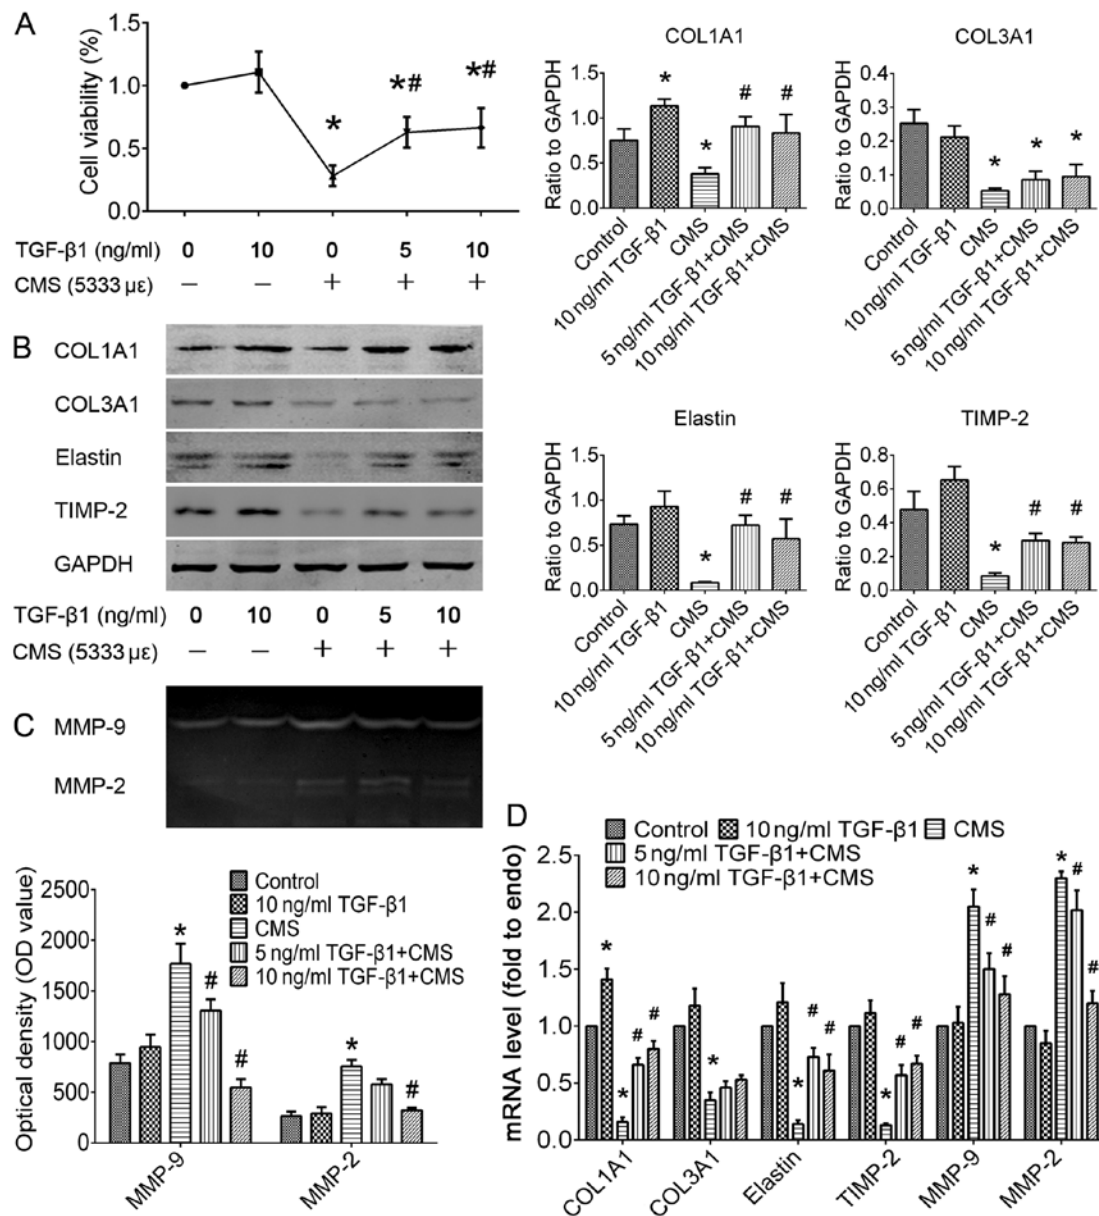 A
Cell viability (%)
1.5
1.0
0.5
0.0
*
*#
*#
TGF-β1 (ng/ml) 0 10 0 5 10
CMS (5333 με) − − + + +
COL1A1
Ratio to GAPDH
1.5
1.0
0.5
0.0
* * # #
Control
10 ng/ml TGF-β1
CMS
5 ng/ml TGF-β1+CMS
10 ng/ml TGF-β1+CMS
COL3A1
Ratio to GAPDH
0.4
0.3
0.2
0.1
0.0
* * *
Control
10 ng/ml TGF-β1
CMS
5 ng/ml TGF-β1+CMS
10 ng/ml TGF-β1+CMS
B
COL1A1
COL3A1
Elastin
TIMP-2
GAPDH
TGF-β1 (ng/ml) 0 10 0 5 10
CMS (5333 με) − − + + +
Elastin
Ratio to GAPDH
1.5
1.0
0.5
0.0
* # #
Control
10 ng/ml TGF-β1
CMS
5 ng/ml TGF-β1+CMS
10 ng/ml TGF-β1+CMS
TIMP-2
Ratio to GAPDH
0.8
0.6
0.4
0.2
0.0
* # #
Control
10 ng/ml TGF-β1
CMS
5 ng/ml TGF-β1+CMS
10 ng/ml TGF-β1+CMS
C
MMP-9
MMP-2
Optical density (OD value)
2500
2000
1500
1000
500
0
Control
10 ng/ml TGF-β1
CMS
5 ng/ml TGF-β1+CMS
10 ng/ml TGF-β1+CMS
* # #
* #
MMP-9
MMP-2
D
Control 10 ng/ml TGF-β1 CMS
5 ng/ml TGF-β1+CMS
10 ng/ml TGF-β1+CMS
mRNA level (fold to endo)
2.5
2.0
1.5
1.0
0.5
0.0
* * # #
*
* # #
* # #
* # #
* # #
COL1A1
COL3A1
Elastin
TIMP-2
MMP-9
MMP-2